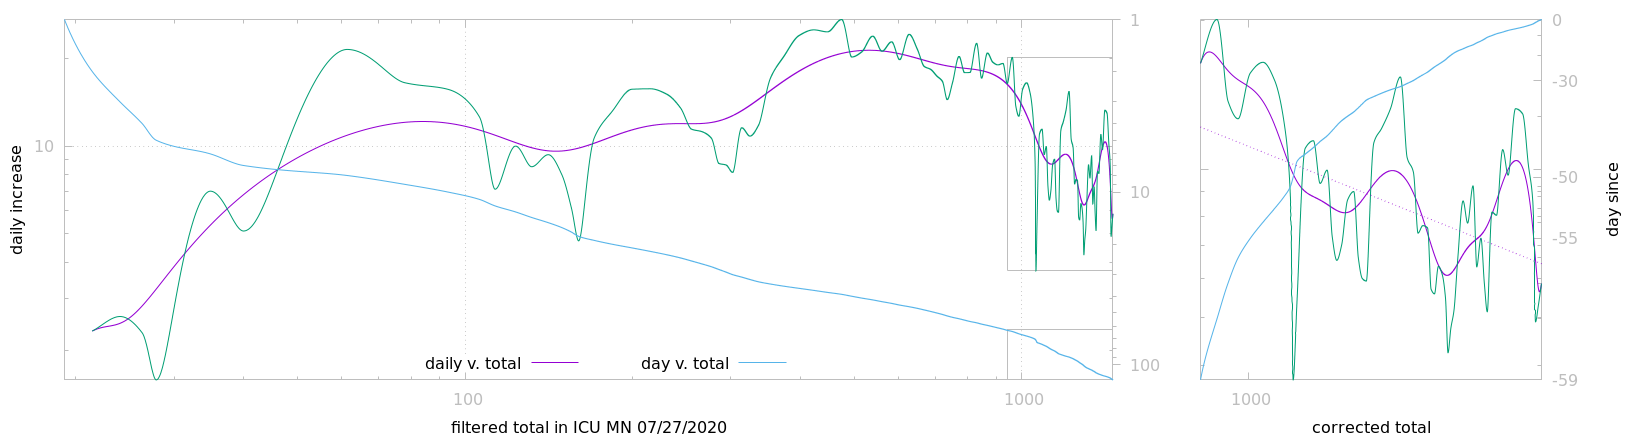 daily increase
10
daily v. total
day v. total
1
10
100
100
1000
filtered total in ICU MN 07/27/2020
0
-30
-50
-55
-59
day since
1000
corrected total